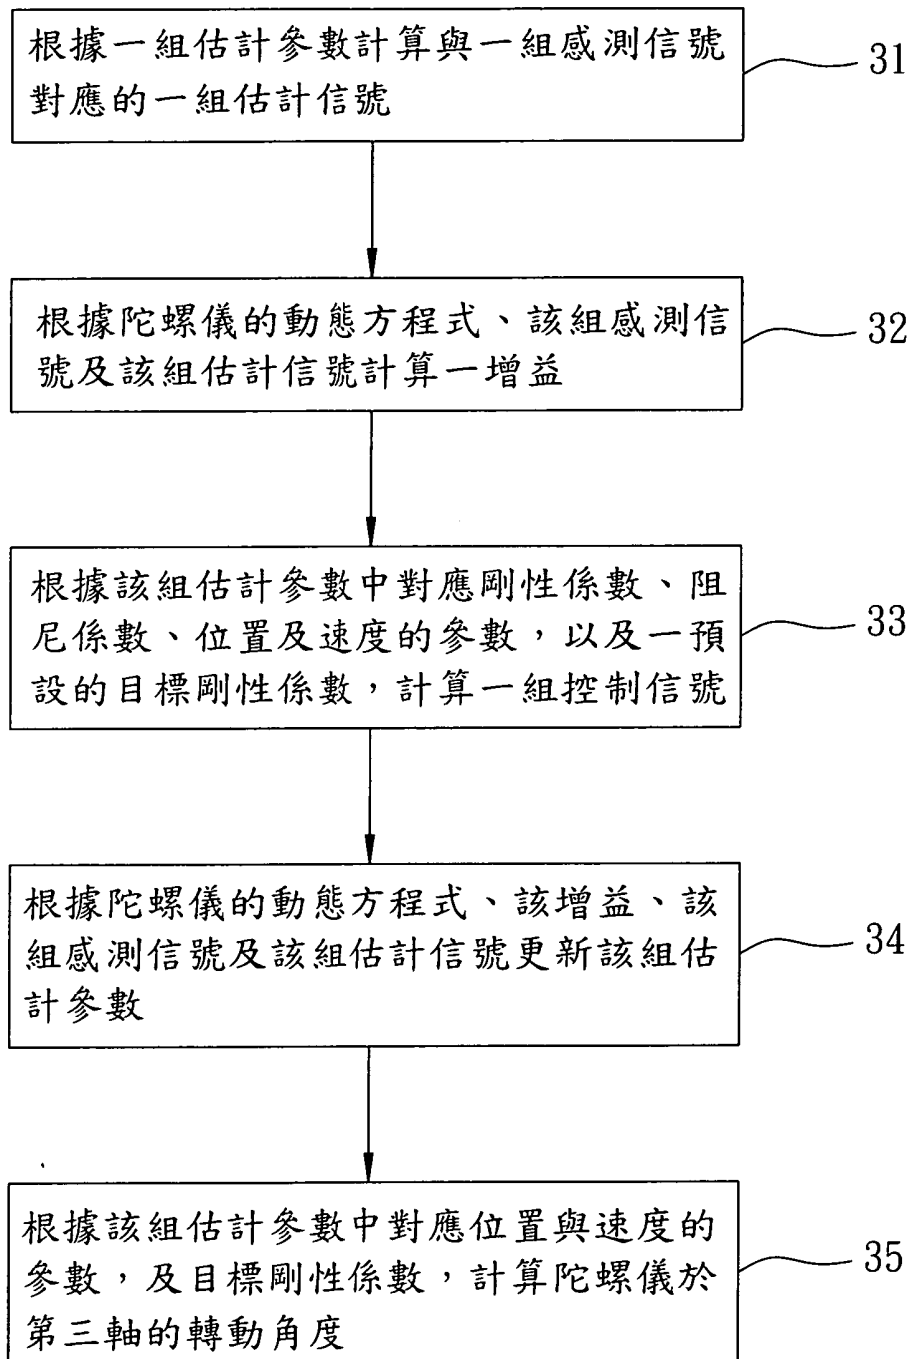 根據一組估計參數計算與一組感測信號
對應的一組估計信號
31
根據陀螺儀的動態方程式、該組感測信
號及該組估計信號計算一增益
32
根據該組估計參數中對應剛性係數、阻
尼係數、位置及速度的參數，以及一預
設的目標剛性係數，計算一組控制信號
33
根據陀螺儀的動態方程式、該增益、該
組感測信號及該組估計信號更新該組估
計參數
34
根據該組估計參數中對應位置與速度的
參數，及目標剛性係數，計算陀螺儀於
第三軸的轉動角度
35